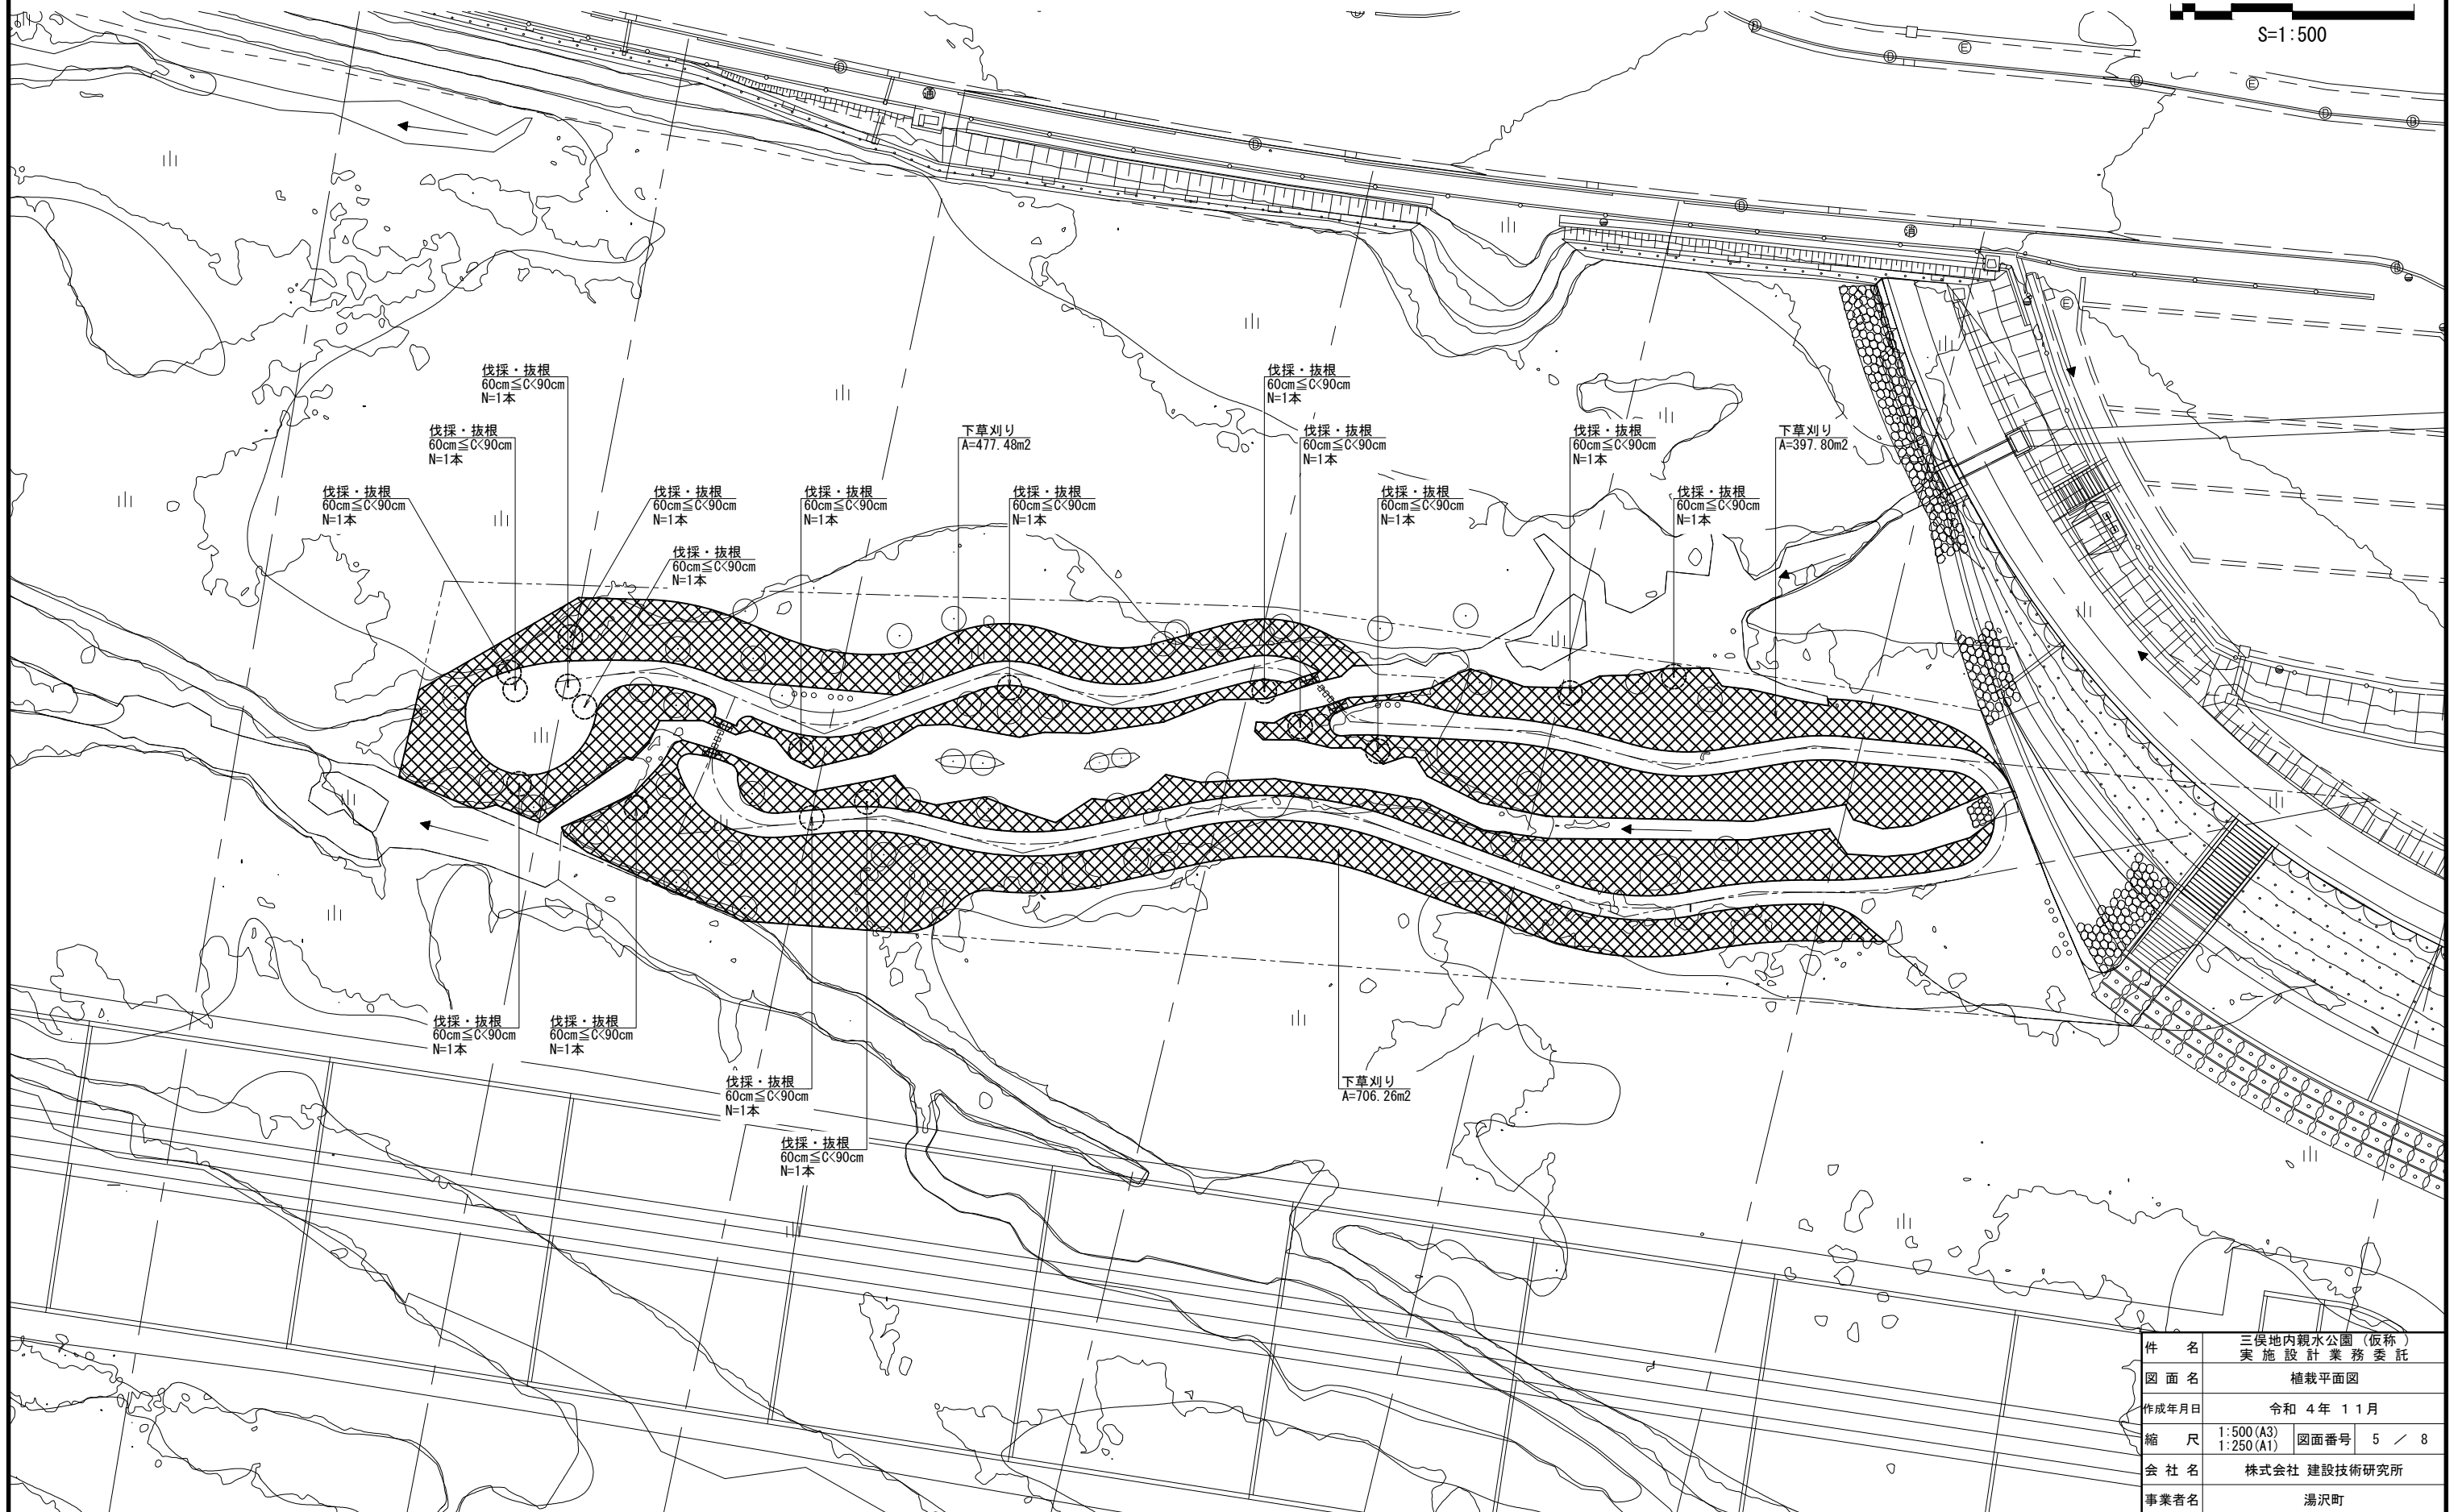 S=1:500
D
D
D
D
E
E
D
通
D
D
D
D
消
D
E
伐採・抜根
60cm≦C<90cm
N=1本
伐採・抜根
60cm≦C<90cm
N=1本
伐採・抜根
60cm≦C<90cm
N=1本
下草刈り
A=477.48m2
伐採・抜根
60cm≦C<90cm
N=1本
伐採・抜根
60cm≦C<90cm
N=1本
下草刈り
A=397.80m2
伐採・抜根
60cm≦C<90cm
N=1本
伐採・抜根
60cm≦C<90cm
N=1本
伐採・抜根
60cm≦C<90cm
N=1本
伐採・抜根
60cm≦C<90cm
N=1本
伐採・抜根
60cm≦C<90cm
N=1本
伐採・抜根
60cm≦C<90cm
N=1本
伐採・抜根
60cm≦C<90cm
N=1本
伐採・抜根
60cm≦C<90cm
N=1本
伐採・抜根
60cm≦C<90cm
N=1本
伐採・抜根
60cm≦C<90cm
N=1本
下草刈り
A=706.26m2
伐採・抜根
60cm≦C<90cm
N=1本
件 名 三俣地内親水公園(仮称)
実施設計業務委託
図面名 植栽平面図
作成年月日 令和 4年 11月
縮 尺 1:500(A3)
1:250(A1) 図面番号 5 / 8
会社名 株式会社 建設技術研究所
事業者名 湯沢町